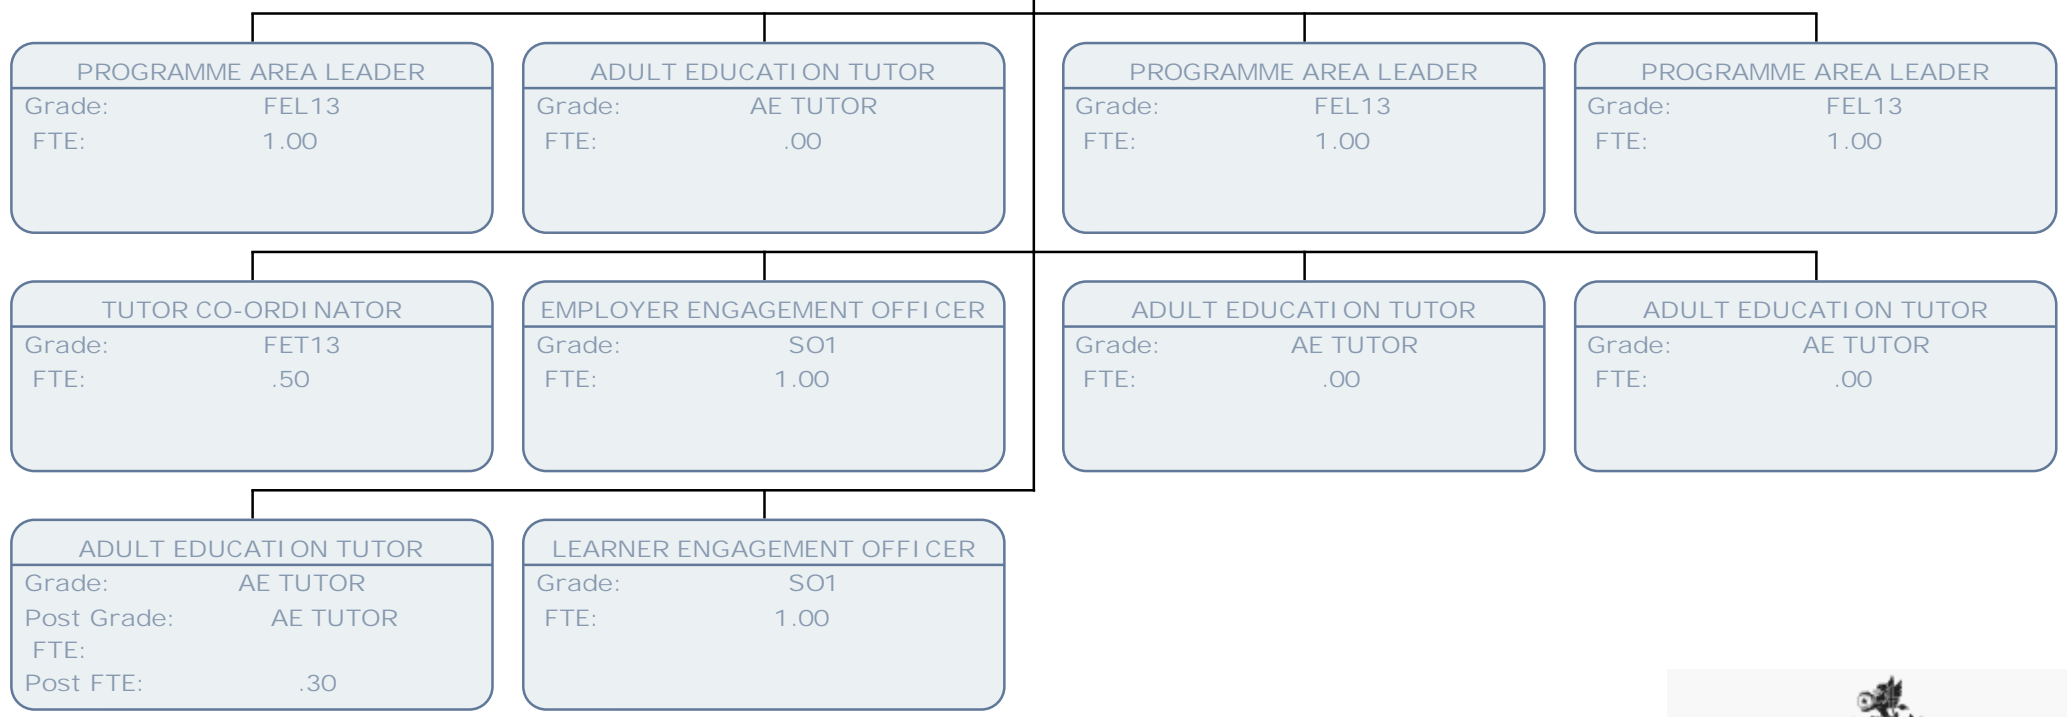 PROGRAMME AREA LEADER
Grade: FEL13
FTE: 1.00
ADULT EDUCATION TUTOR
Grade: AE TUTOR
FTE: .00
PROGRAMME AREA LEADER
Grade: FEL13
FTE: 1.00
PROGRAMME AREA LEADER
Grade: FEL13
FTE: 1.00
TUTOR CO-ORDINATOR
Grade: FET13
FTE: .50
EMPLOYER ENGAGEMENT OFFICER
Grade: SO1
FTE: 1.00
ADULT EDUCATION TUTOR
Grade: AE TUTOR
FTE: .00
ADULT EDUCATION TUTOR
Grade: AE TUTOR
FTE: .00
ADULT EDUCATION TUTOR
Grade: AE TUTOR
Post Grade: AE TUTOR
FTE:
Post FTE: .30
LEARNER ENGAGEMENT OFFICER
Grade: SO1
FTE: 1.00